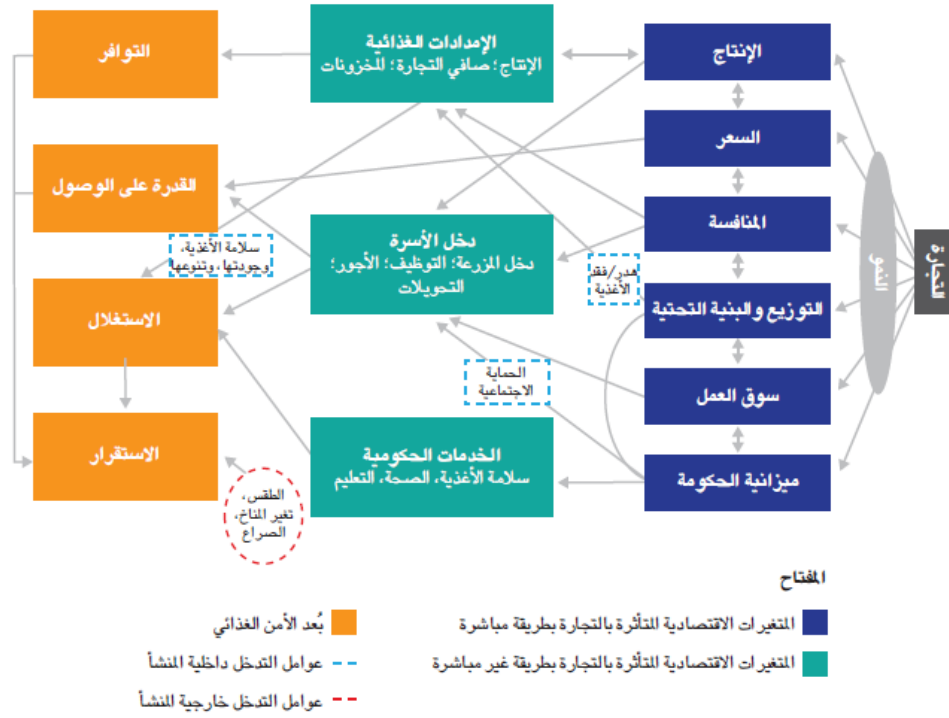 التجارة
النمو
الإنتاج
السعر
المنافسة
التوزيع والبنية التحتية
سوق العمل
ميزانية الحكومة
الإمدادات الغذائية
الإنتاج؛ صافي التجارة؛ المخزونات
هدر/فقد
الأغذية
دخل الأسرة
دخل المزرعة؛ التوظيف؛ الأجور؛
التحويلات
الحماية
الاجتماعية
الخدمات الحكومية
سلامة الأغذية، الصحة، التعليم
التوافر
القدرة على الوصول
سلامة الأغذية،
وجودتها، وتنوعها
الاستغلال
الاستقرار
الطقس،
تغير المناخ،
الصراع
المفتاح
المتغيرات الاقتصادية المتأثرة بالتجارة بطريقة مباشرة
المتغيرات الاقتصادية المتأثرة بالتجارة بطريقة غير مباشرة
بُعد الأمن الغذائي
عوامل التدخل داخلية المنشأ
عوامل التدخل خارجية المنشأ